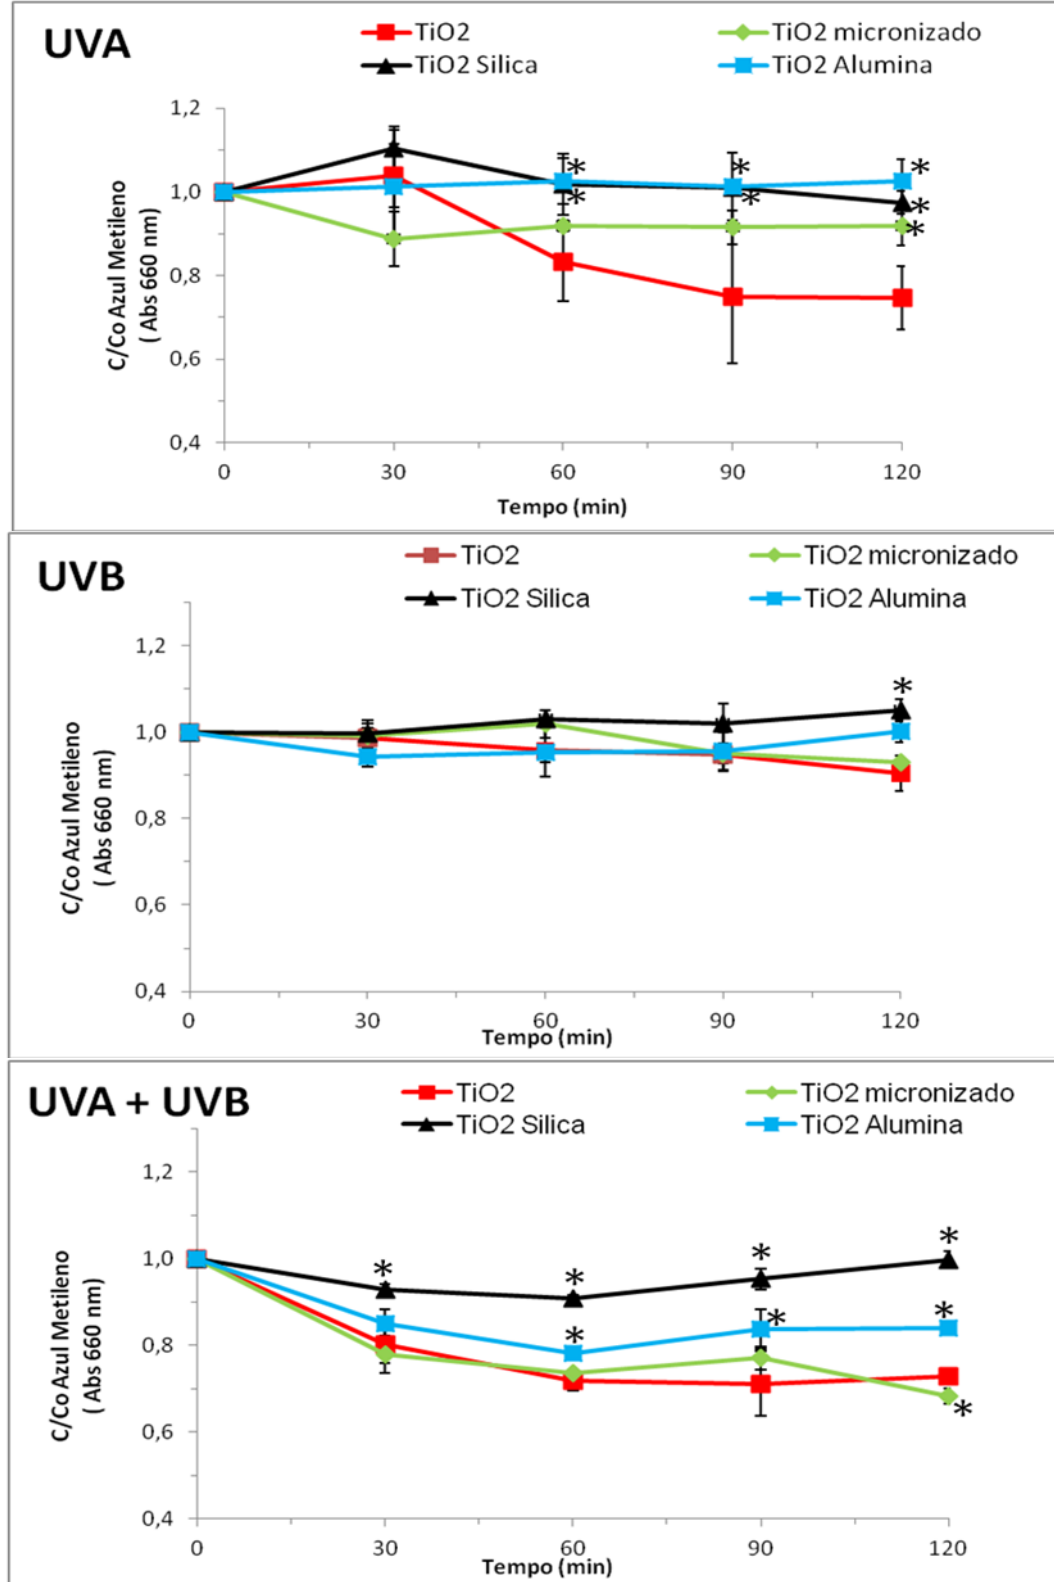 UVA
TiO2
TiO2 micronizado
TiO2 Silica
TiO2 Alumina
C/Co Azul Metileno
( Abs 660 nm)
1,2
1,0
0,8
0,6
0,4
* * *
* *
*
*
0 30 60 90 120
Tempo (min)
UVB
TiO2
TiO2 micronizado
TiO2 Silica
TiO2 Alumina
C/Co Azul Metileno
( Abs 660 nm)
1,2
1,0
0,8
0,6
0,4
*
0 30 60 90 120
Tempo (min)
UVA + UVB
TiO2
TiO2 micronizado
TiO2 Silica
TiO2 Alumina
C/Co Azul Metileno
( Abs 660 nm)
1,2
1,0
0,8
0,6
0,4
* * * *
* * *
*
0 30 60 90 120
Tempo (min)